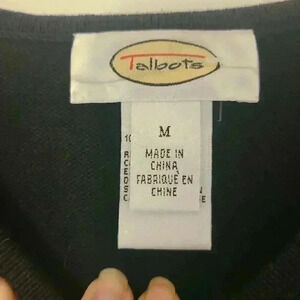 Talbots
M
MADE IN
CHINA
FABRIQUÉ EN
CHINE